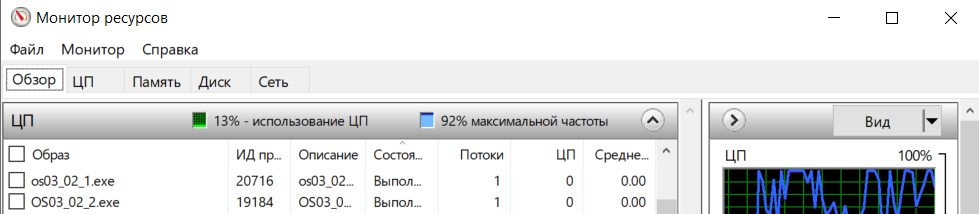 Монитор ресурсов
Файл Монитор Справка
Обзор ЦП Память Диск Сеть
ЦП 13% - использование ЦП 92% максимальной частоты
Вид
Образ ИД пр... Описание Состоя... Потоки ЦП Средне...
ЦП 100%
os03_02_1.exe 20716 os03_02... Выпол... 1 0 0.00
OS03_02_2.exe 19184 OS03_0... Выпол... 1 0 0.00